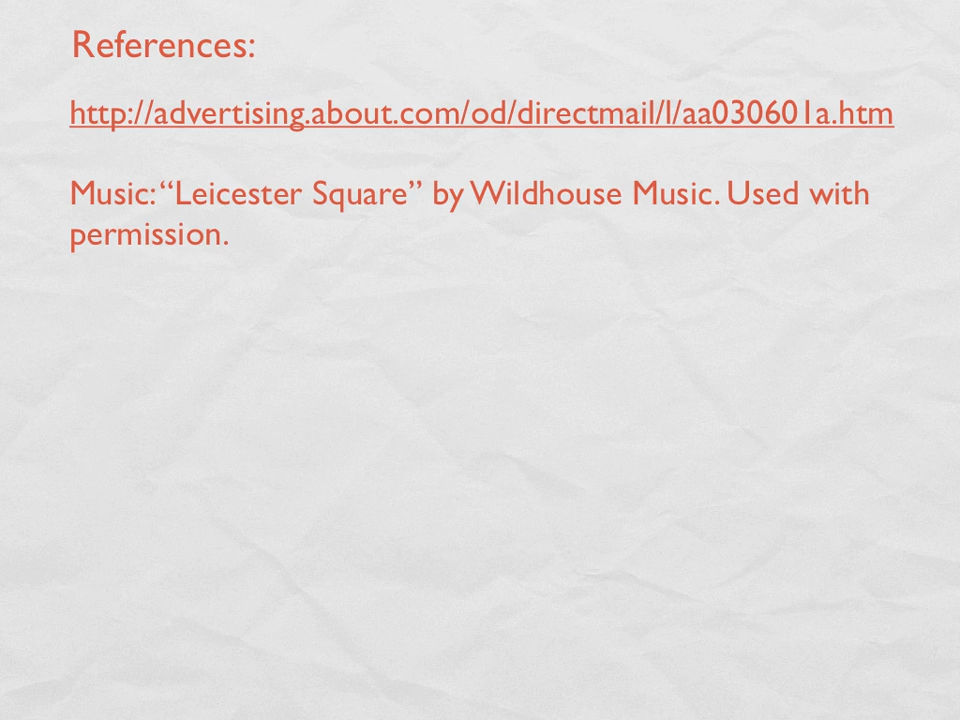 References:
http://advertising.about.com/od/directmail/l/aa030601a.htm
Music: “Leicester Square” by Wildhouse Music. Used with
permission.